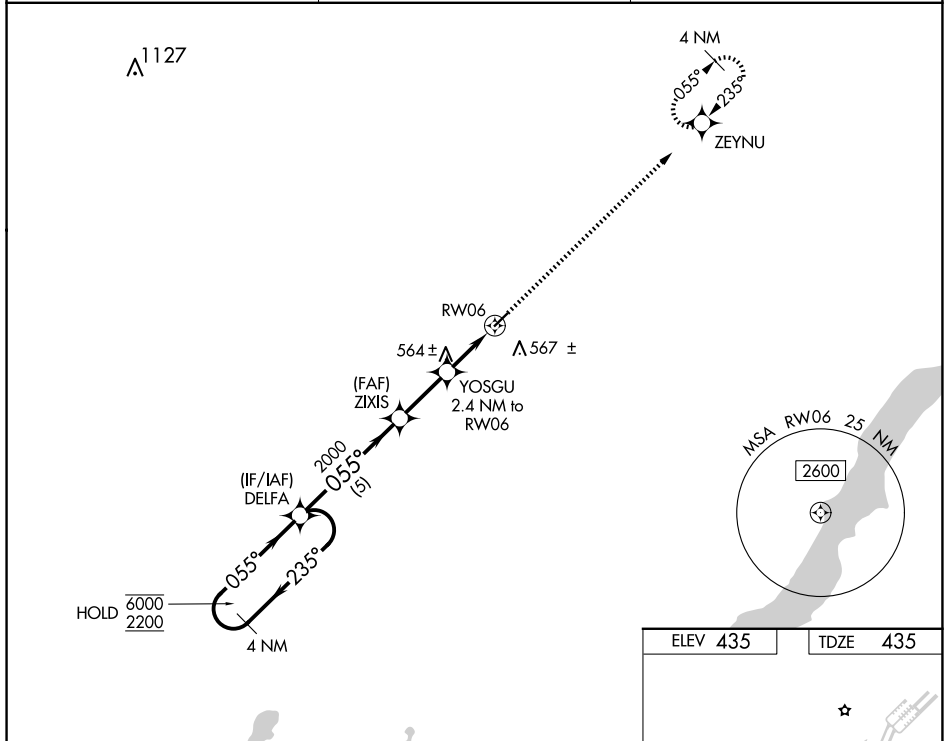 1127
4 NM
055°
235°
ZEYNU
RW06
564 ±
567 ±
(FAF)
ZIXIS
YOSGU
2.4 NM to
RW06
2000
055°
(5)
(IF/IAF)
DELFA
055°
235°
HOLD 6000
2200
4 NM
MSA RW06 25 NM
2600
ELEV 435
TDZE 435